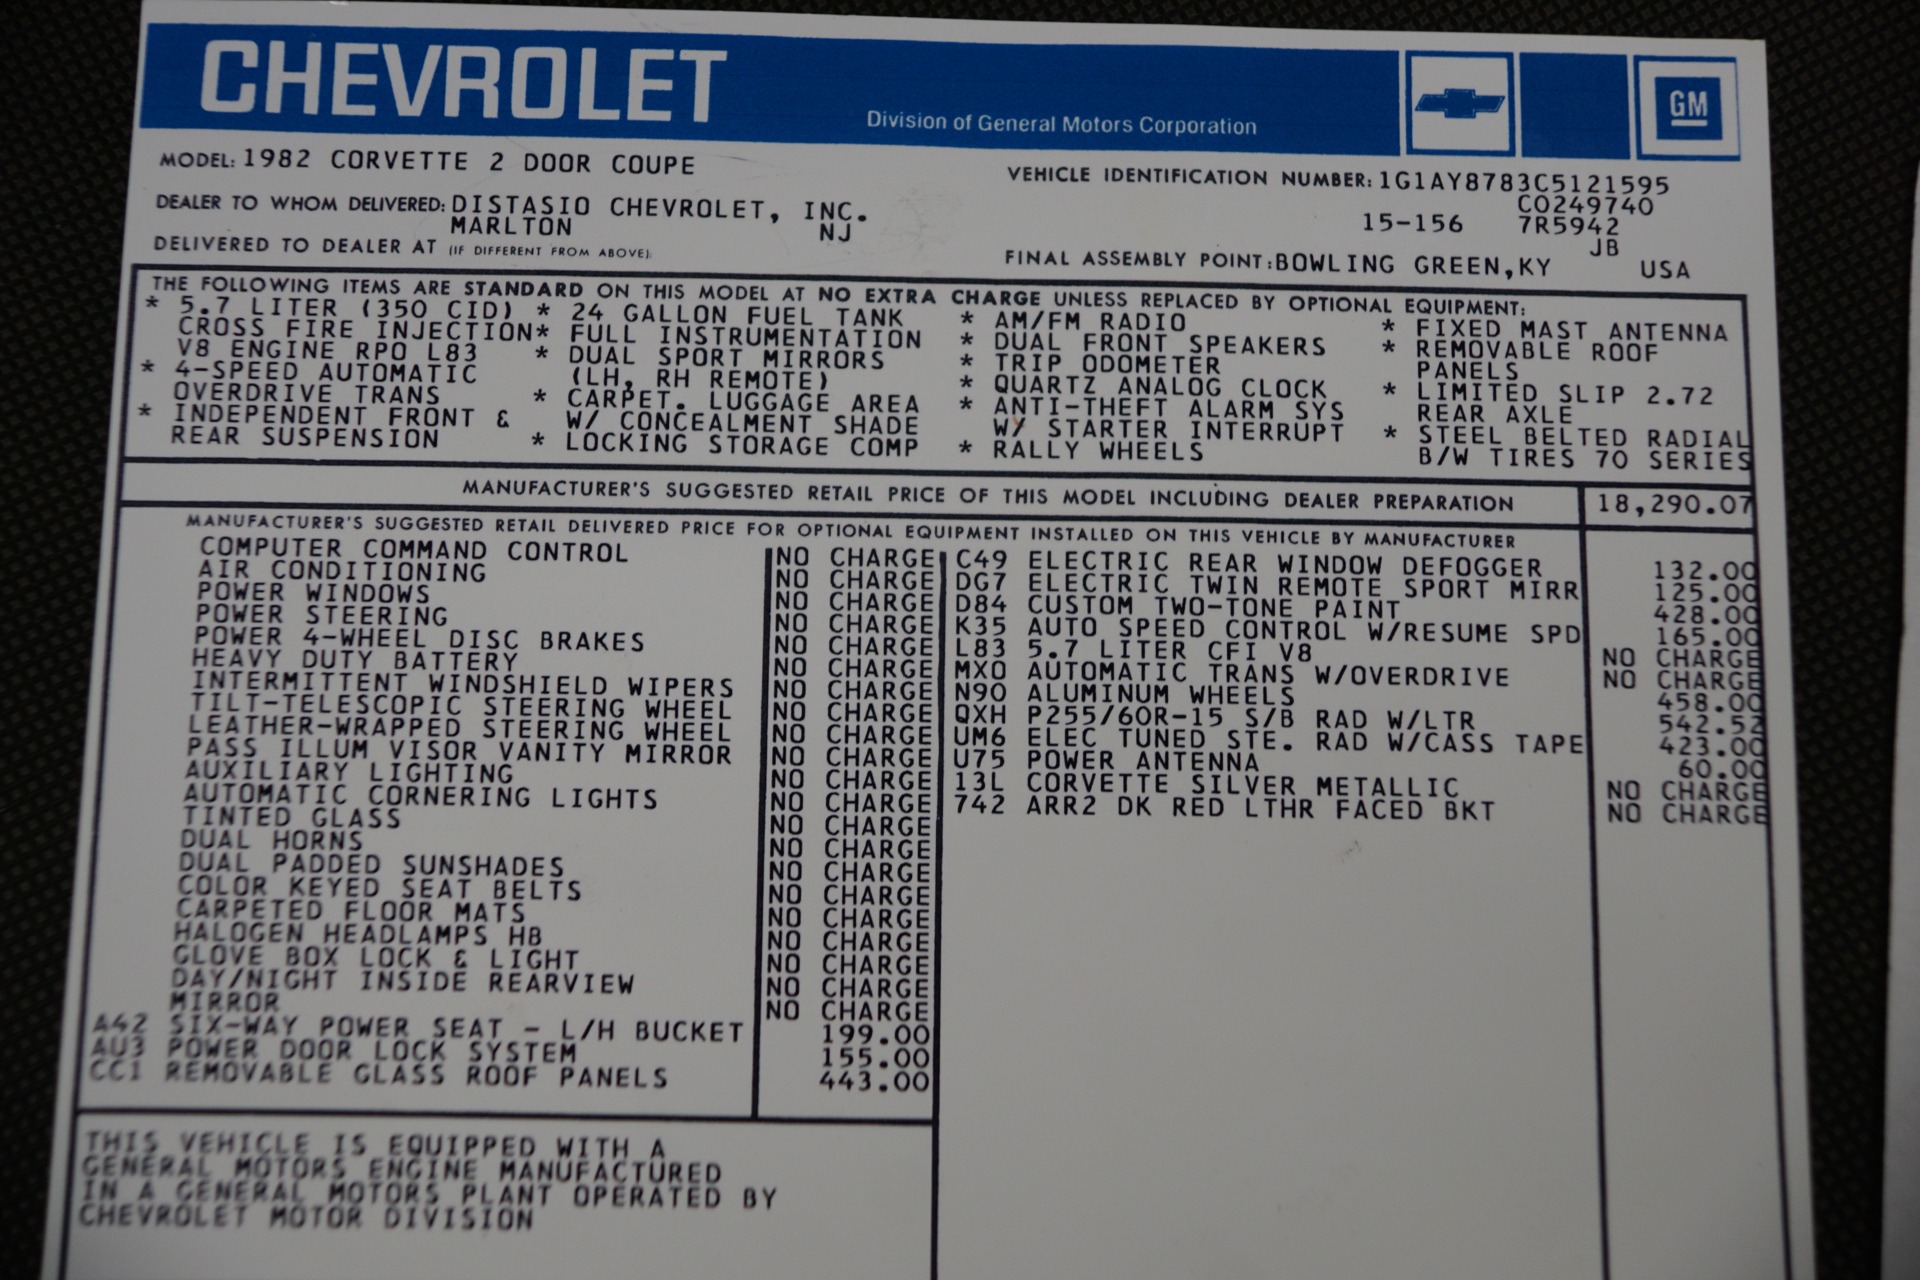 CHEVROLET
Division of General Motors Corporation
GM
MODEL: 1982 CORVETTE 2 DOOR COUPE
VEHICLE IDENTIFICATION NUMBER: 1G1AY8783C5121595
DEALER TO WHOM DELIVERED: DISTASIO CHEVROLET, INC.
CO249740
MARLTON NJ
15-156 7R5942
DELIVERED TO DEALER AT (IF DIFFERENT FROM ABOVE):
JB
FINAL ASSEMBLY POINT: BOWLING GREEN,KY USA
THE FOLLOWING ITEMS ARE STANDARD ON THIS MODEL AT NO EXTRA CHARGE UNLESS REPLACED BY OPTIONAL EQUIPMENT:
* 5.7 LITER (350 CID)
CROSS FIRE INJECTION
V8 ENGINE RPO L83
* 4-SPEED AUTOMATIC
OVERDRIVE TRANS
* INDEPENDENT FRONT &
REAR SUSPENSION
* 24 GALLON FUEL TANK
* FULL INSTRUMENTATION
* DUAL SPORT MIRRORS
(LH, RH REMOTE)
* CARPET. LUGGAGE AREA
W/ CONCEALMENT SHADE
* LOCKING STORAGE COMP
* AM/FM RADIO
* DUAL FRONT SPEAKERS
* TRIP ODOMETER
* QUARTZ ANALOG CLOCK
* ANTI-THEFT ALARM SYS
W/ STARTER INTERRUPT
* RALLY WHEELS
* FIXED MAST ANTENNA
* REMOVABLE ROOF
PANELS
* LIMITED SLIP 2.72
REAR AXLE
* STEEL BELTED RADIAL
B/W TIRES 70 SERIES
MANUFACTURER'S SUGGESTED RETAIL PRICE OF THIS MODEL INCLUDING DEALER PREPARATION 18,290.07
MANUFACTURER'S SUGGESTED RETAIL DELIVERED PRICE FOR OPTIONAL EQUIPMENT INSTALLED ON THIS VEHICLE BY MANUFACTURER
COMPUTER COMMAND CONTROL NO CHARGE
AIR CONDITIONING NO CHARGE
POWER WINDOWS NO CHARGE
POWER STEERING NO CHARGE
POWER 4-WHEEL DISC BRAKES NO CHARGE
HEAVY DUTY BATTERY NO CHARGE
INTERMITTENT WINDSHIELD WIPERS NO CHARGE
TILT-TELESCOPIC STEERING WHEEL NO CHARGE
LEATHER-WRAPPED STEERING WHEEL NO CHARGE
PASS ILLUM VISOR VANITY MIRROR NO CHARGE
AUXILIARY LIGHTING NO CHARGE
AUTOMATIC CORNERING LIGHTS NO CHARGE
TINTED GLASS NO CHARGE
DUAL HORNS NO CHARGE
DUAL PADDED SUNSHADES NO CHARGE
COLOR KEYED SEAT BELTS NO CHARGE
CARPETED FLOOR MATS NO CHARGE
HALOGEN HEADLAMPS HB NO CHARGE
GLOVE BOX LOCK & LIGHT NO CHARGE
DAY/NIGHT INSIDE REARVIEW NO CHARGE
MIRROR NO CHARGE
A42 SIX-WAY POWER SEAT - L/H BUCKET 199.00
AU3 POWER DOOR LOCK SYSTEM 155.00
CC1 REMOVABLE GLASS ROOF PANELS 443.00
C49 ELECTRIC REAR WINDOW DEFOGGER 132.00
DG7 ELECTRIC TWIN REMOTE SPORT MIRR 125.00
D84 CUSTOM TWO-TONE PAINT 428.00
K35 AUTO SPEED CONTROL W/RESUME SPD 165.00
L83 5.7 LITER CFI V8 NO CHARGE
MX0 AUTOMATIC TRANS W/OVERDRIVE NO CHARGE
N90 ALUMINUM WHEELS 458.00
QXH P255/60R-15 S/B RAD W/LTR 542.52
UM6 ELEC TUNED STE. RAD W/CASS TAPE 423.00
U75 POWER ANTENNA 60.00
13L CORVETTE SILVER METALLIC NO CHARGE
742 ARR2 DK RED LTHR FACED BKT NO CHARGE
THIS VEHICLE IS EQUIPPED WITH A
GENERAL MOTORS ENGINE MANUFACTURED
IN A GENERAL MOTORS PLANT OPERATED BY
CHEVROLET MOTOR DIVISION